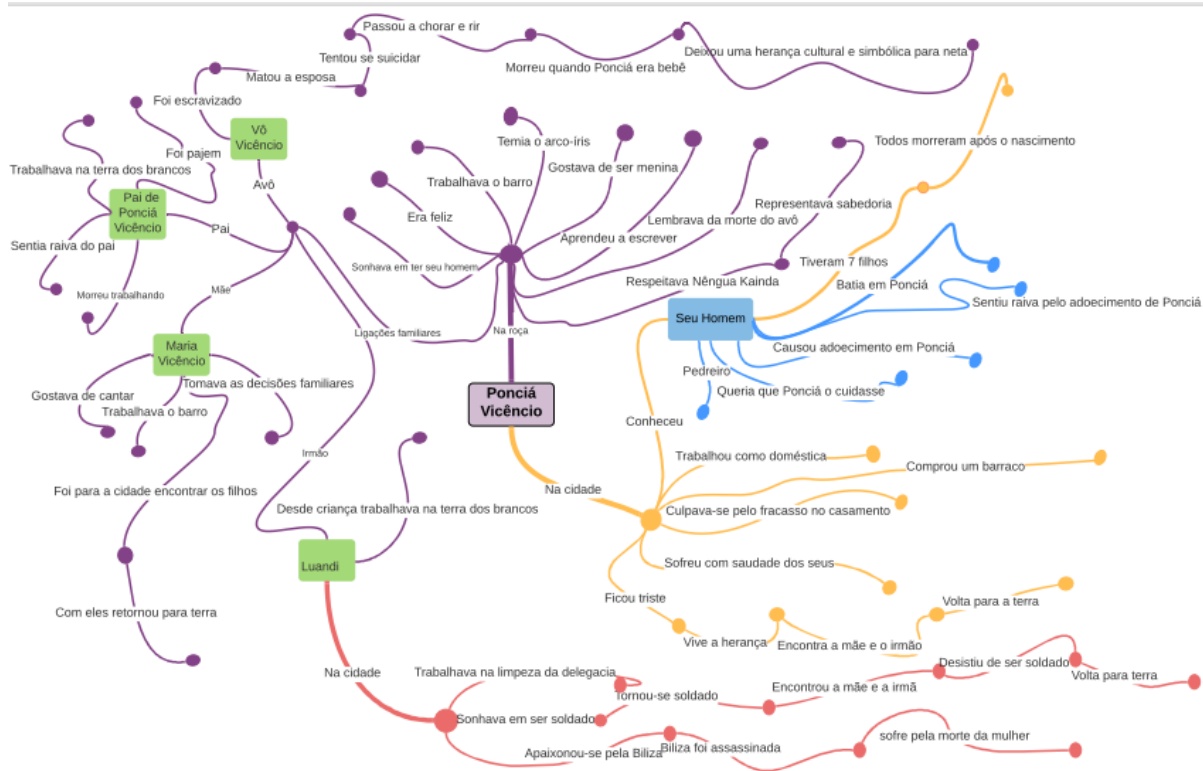 Passou a chorar e rir
Deixou uma herança cultural e simbólica para neta
Tentou se suicidar
Morreu quando Ponciá era bebê
Matou a esposa
Foi escravizado
Vô
Vicêncio
Foi pajem
Trabalhava na terra dos brancos
Avô
Pai de
Ponciá
Vicêncio
Pai
Sentia raiva do pai
Morreu trabalhando
Mãe
Ligações familiares
Maria
Vicêncio
Tomava as decisões familiares
Gostava de cantar
Trabalhava o barro
Foi para a cidade encontrar os filhos
Com eles retornou para terra
Irmão
Temia o arco-íris
Gostava de ser menina
Trabalhava o barro
Era feliz
Lembrava da morte do avô
Aprendeu a escrever
Sonhava em ter seu homem
Representava sabedoria
Respeitava Nêngua Kainda
Na roça
Ponciá
Vicêncio
Todos morreram após o nascimento
Tiveram 7 filhos
Batia em Ponciá
Sentiu raiva pelo adoecimento de Ponciá
Seu Homem
Causou adoecimento em Ponciá
Pedreiro
Queria que Ponciá o cuidasse
Conheceu
Na cidade
Trabalhou como doméstica
Comprou um barraco
Culpava-se pelo fracasso no casamento
Sofreu com saudade dos seus
Ficou triste
Vive a herança
Encontra a mãe e o irmão
Volta para a terra
Desde criança trabalhava na terra dos brancos
Luandi
Na cidade
Trabalhava na limpeza da delegacia
Sonhava em ser soldado
Tornou-se soldado
Encontrou a mãe e a irmã
Desistiu de ser soldado
Volta para terra
Apaixonou-se pela Biliza
Biliza foi assassinada
sofre pela morte da mulher